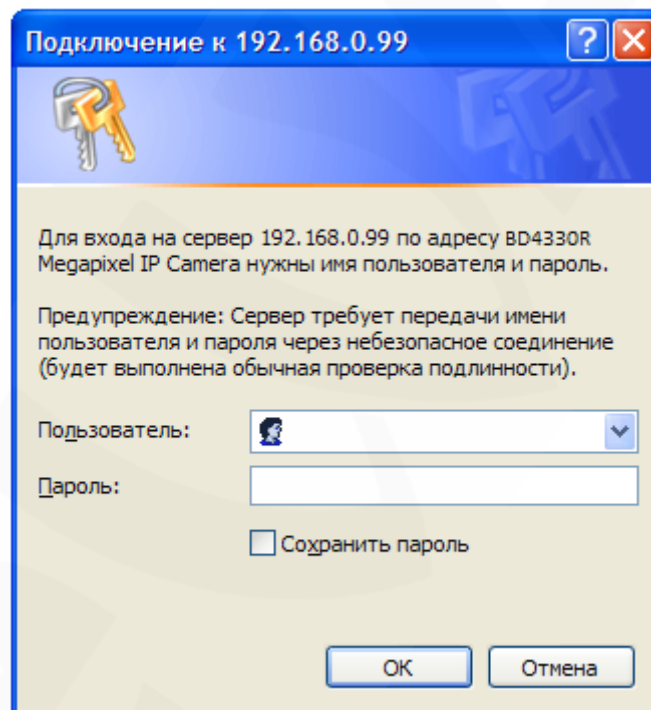 Подключение к 192.168.0.99
Для входа на сервер 192.168.0.99 по адресу BD4330R
Megapixel IP Camera нужны имя пользователя и пароль.
Предупреждение: Сервер требует передачи имени
пользователя и пароля через небезопасное соединение
(будет выполнена обычная проверка подлинности).
Пользователь:
Пароль:
Сохранить пароль
ОК
Отмена